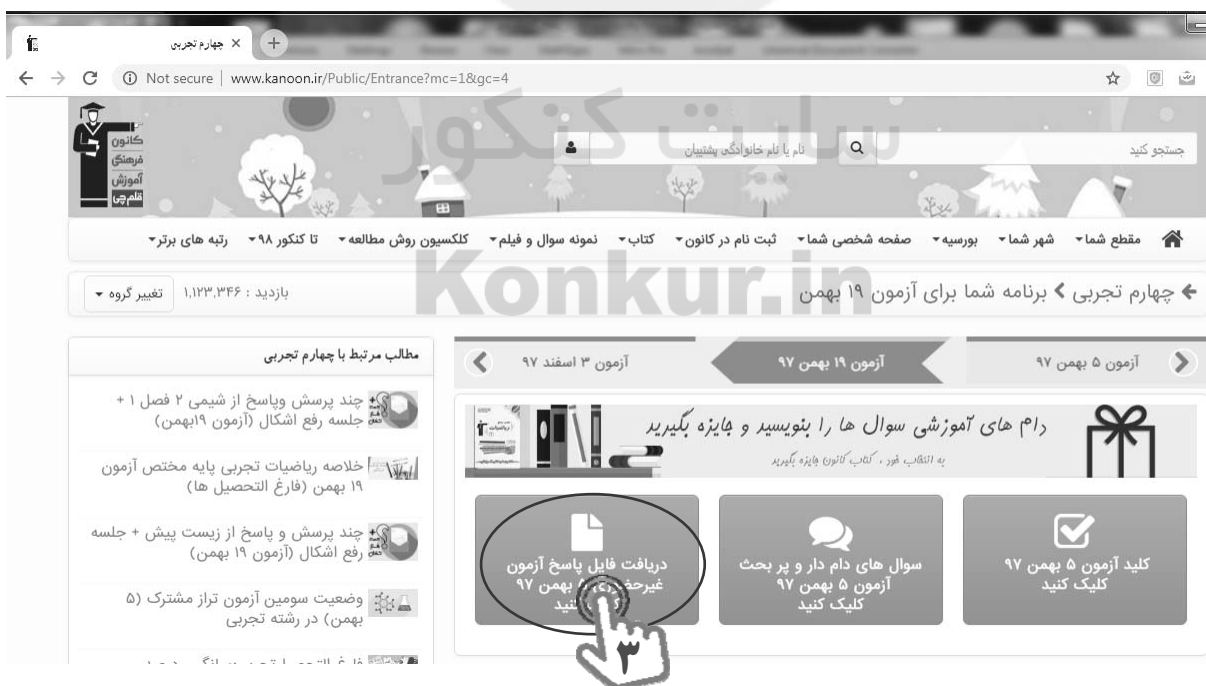 چهارم تجربی
Not secure | www.kanoon.ir/Public/Entrance?mc=1&gc=4
سایت کنکور
Konkur.in
کانون
فرهنگی
آموزش
قلم‌چی
نام یا نام خانوادگی پشتیبان
جستجو کنید
مقطع شما
شهر شما
بورسیه
صفحه شخصی شما
ثبت نام در کانون
کتاب
نمونه سوال و فیلم
کلکسیون روش مطالعه
تا کنکور ۹۸
رتبه های برتر
چهارم تجربی
برنامه شما برای آزمون ۱۹ بهمن
بازدید : ۱,۱۲۳,۳۴۶
تغییر گروه
آزمون ۵ بهمن ۹۷
آزمون ۱۹ بهمن ۹۷
آزمون ۳ اسفند ۹۷
دام های آموزشی سوال ها را بنویسید و جایزه بگیرید
به انتخاب خود ، کتاب کانون جایزه بگیرید
کلید آزمون ۵ بهمن ۹۷
کلیک کنید
سوال های دام دار و پر بحث
آزمون ۵ بهمن ۹۷
کلیک کنید
دریافت فایل پاسخ آزمون
۵ بهمن ۹۷
۳
مطالب مرتبط با چهارم تجربی
چند پرسش وپاسخ از شیمی ۲ فصل ۱ +
جلسه رفع اشکال (آزمون ۱۹بهمن)
خلاصه ریاضیات تجربی پایه مختص آزمون
۱۹ بهمن (فارغ التحصیل ها)
چند پرسش و پاسخ از زیست پیش + جلسه
رفع اشکال (آزمون ۱۹ بهمن)
وضعیت سومین آزمون تراز مشترک (۵
بهمن) در رشته تجربی